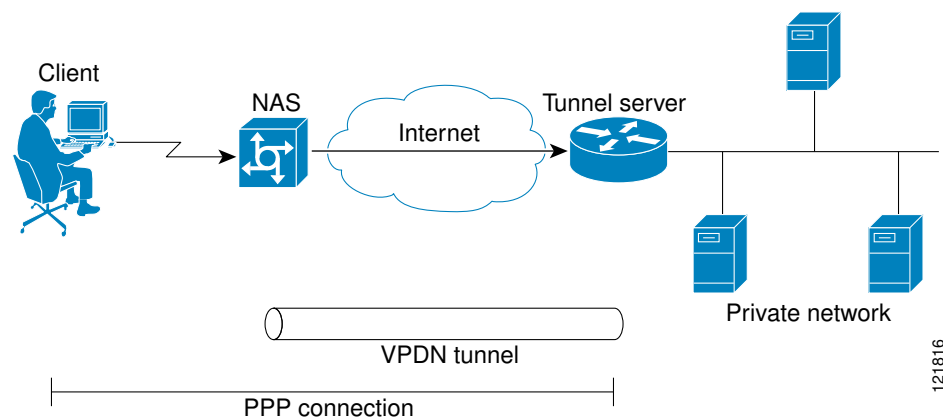 Client
NAS
Internet
Tunnel server
Private network
VPDN tunnel
PPP connection
121816